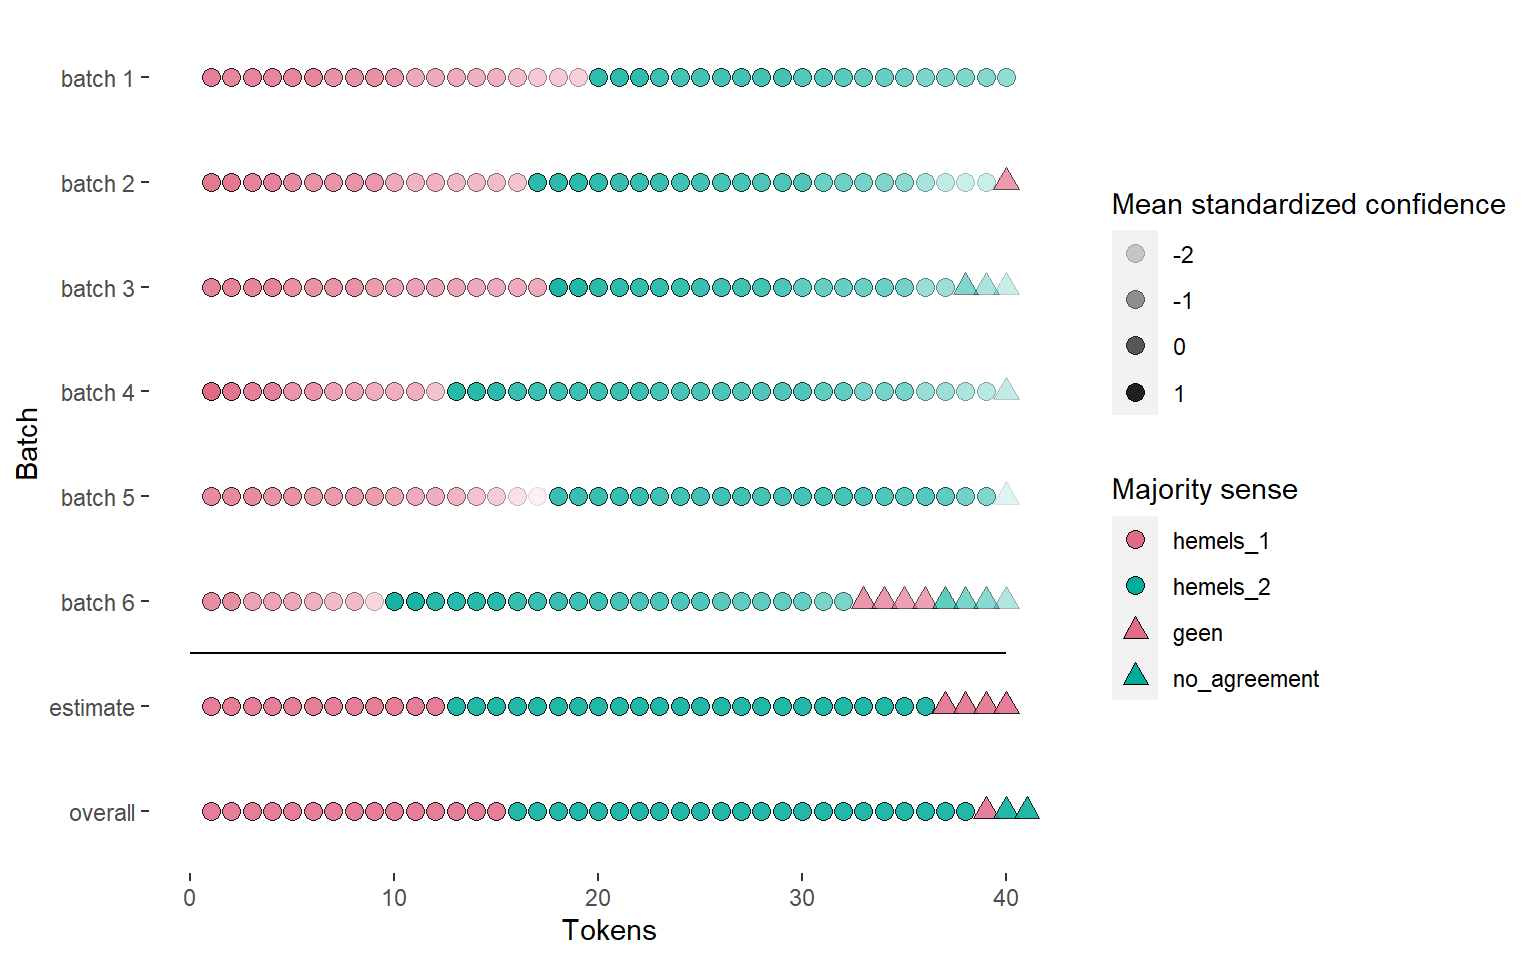 batch 1
batch 2
batch 3
batch 4
batch 5
batch 6
estimate
overall
Batch
0 10 20 30 40
Tokens
Mean standardized confidence
-2
-1
0
1
Majority sense
hemels_1
hemels_2
geen
no_agreement